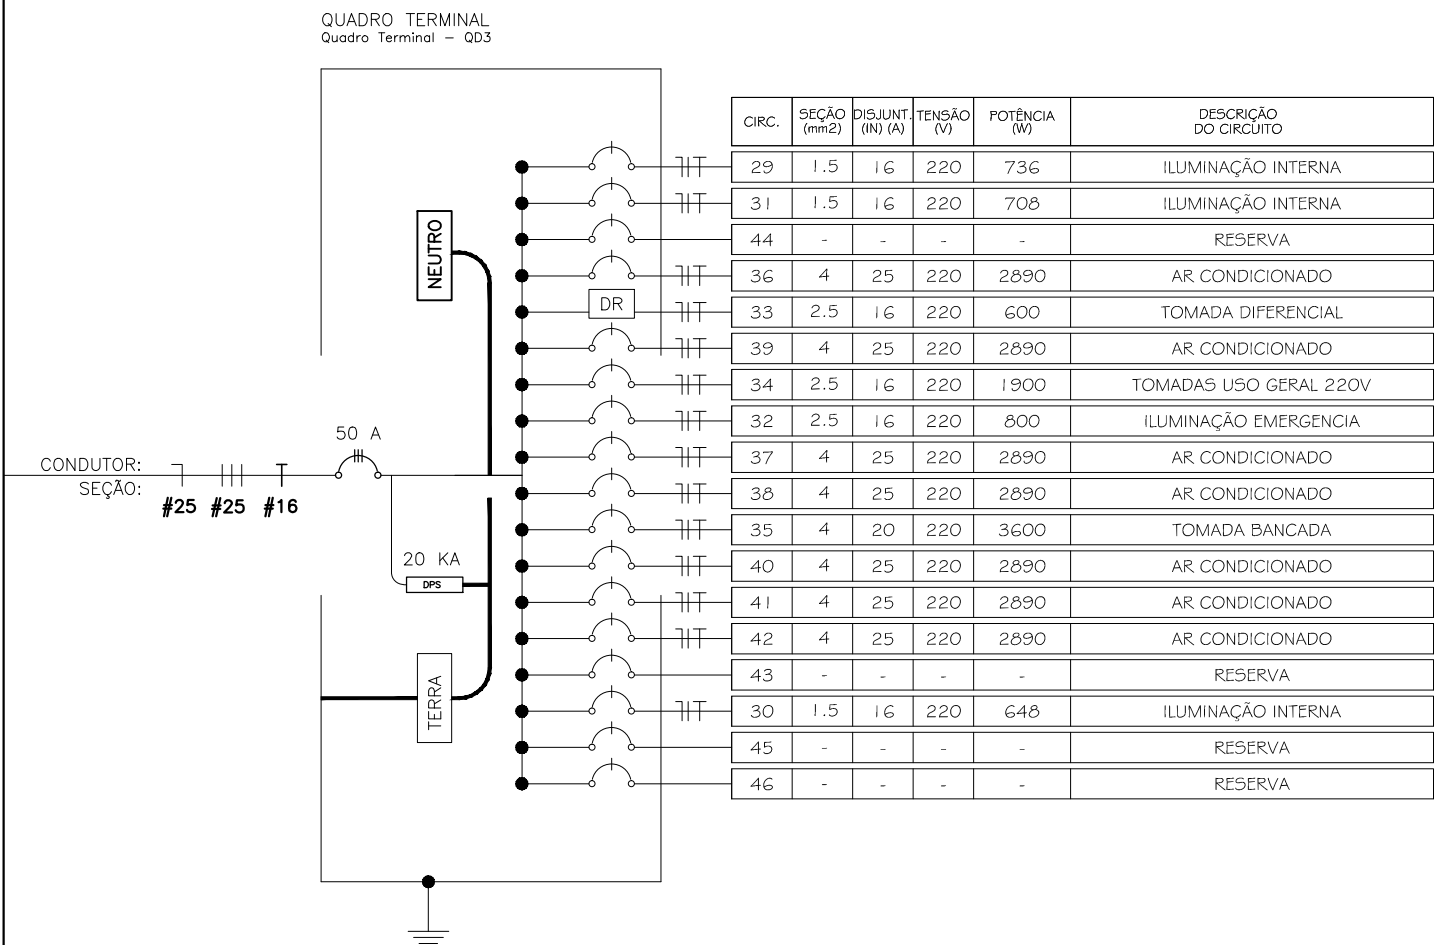 QUADRO TERMINAL
Quadro Terminal - QD3
CIRC. SEÇÃO (mm2) DISJUNT. (IN) (A) TENSÃO (V) POTÊNCIA (W) DESCRIÇÃO DO CIRCUITO
29 1.5 16 220 736 ILUMINAÇÃO INTERNA
31 1.5 16 220 708 ILUMINAÇÃO INTERNA
44 - - - - RESERVA
36 4 25 220 2890 AR CONDICIONADO
33 2.5 16 220 600 TOMADA DIFERENCIAL
39 4 25 220 2890 AR CONDICIONADO
34 2.5 16 220 1900 TOMADAS USO GERAL 220V
32 2.5 16 220 800 ILUMINAÇÃO EMERGENCIA
37 4 25 220 2890 AR CONDICIONADO
38 4 25 220 2890 AR CONDICIONADO
35 4 20 220 3600 TOMADA BANCADA
40 4 25 220 2890 AR CONDICIONADO
41 4 25 220 2890 AR CONDICIONADO
42 4 25 220 2890 AR CONDICIONADO
43 - - - - RESERVA
30 1.5 16 220 648 ILUMINAÇÃO INTERNA
45 - - - - RESERVA
46 - - - - RESERVA
NEUTRO
DR
50 A
CONDUTOR:
SEÇÃO:
#25 #25 #16
20 KA
DPS
TERRA